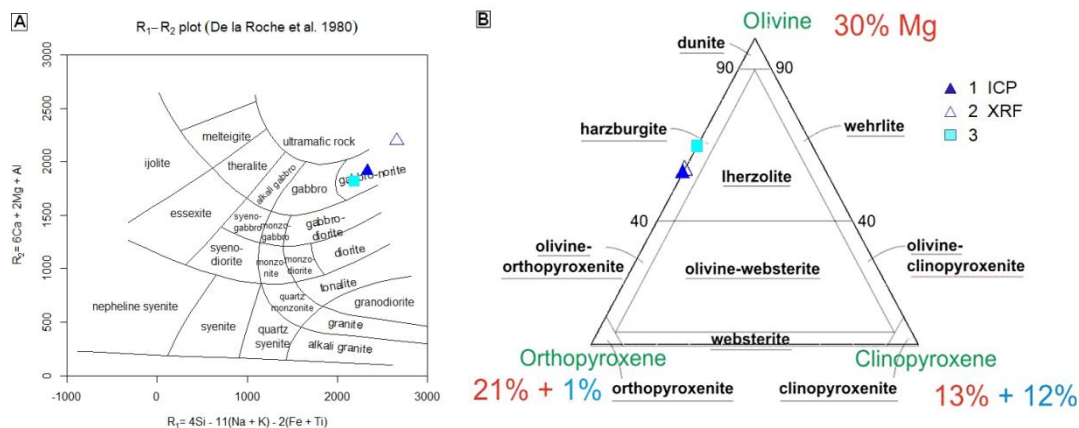 A
R₁– R₂ plot (De la Roche et al. 1980)
R₂= 6Ca + 2Mg + Al
3000
2500
2000
1500
1000
500
0
-1000
0
1000
2000
3000
R₁= 4Si - 11(Na + K) - 2(Fe + Ti)
ijolite
melteigite
theralite
alkali gabbro
ultramafic rock
gabbro
gabbro-norite
essexite
syeno-
gabbro
monzo-
gabbro
gabbro-
diorite
syeno-
diorite
monzo
nite
monzo
diorite
diorite
tonalite
nepheline syenite
syenite
quartz
monzonite
quartz
syenite
granodiorite
granite
alkali granite
B
Olivine
30% Mg
dunite
90
90
1 ICP
2 XRF
3
harzburgite
wehrlite
lherzolite
40
40
olivine-
orthopyroxenite
olivine-websterite
olivine-
clinopyroxenite
websterite
Orthopyroxene
Clinopyroxene
21% + 1%
orthopyroxenite
clinopyroxenite
13% + 12%